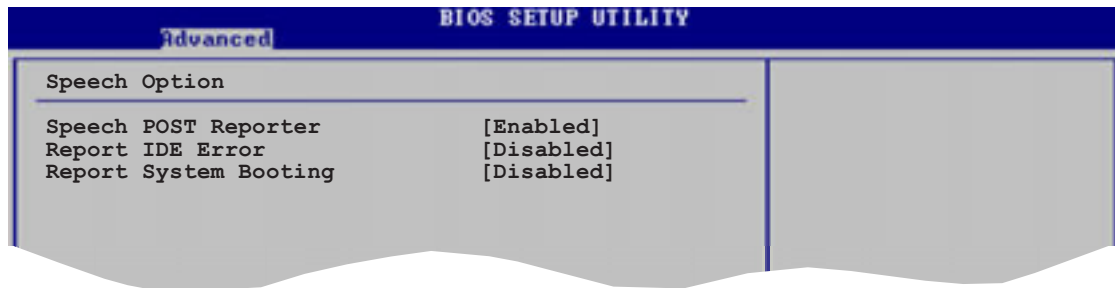 BIOS SETUP UTILITY
Advanced
Speech Option
Speech POST Reporter [Enabled]
Report IDE Error [Disabled]
Report System Booting [Disabled]